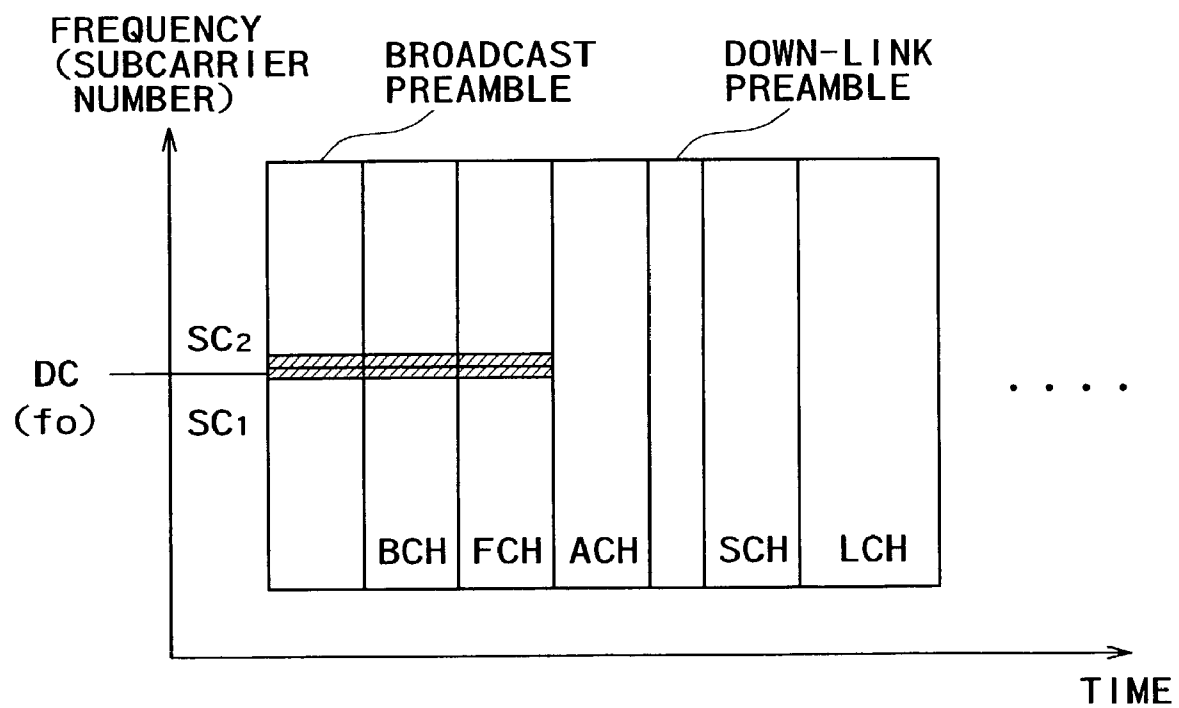 FREQUENCY
(SUBCARRIER
NUMBER)
BROADCAST
PREAMBLE
DOWN-LINK
PREAMBLE
SC2
DC
(fo)
SC1
BCH
FCH
ACH
SCH
LCH
TIME